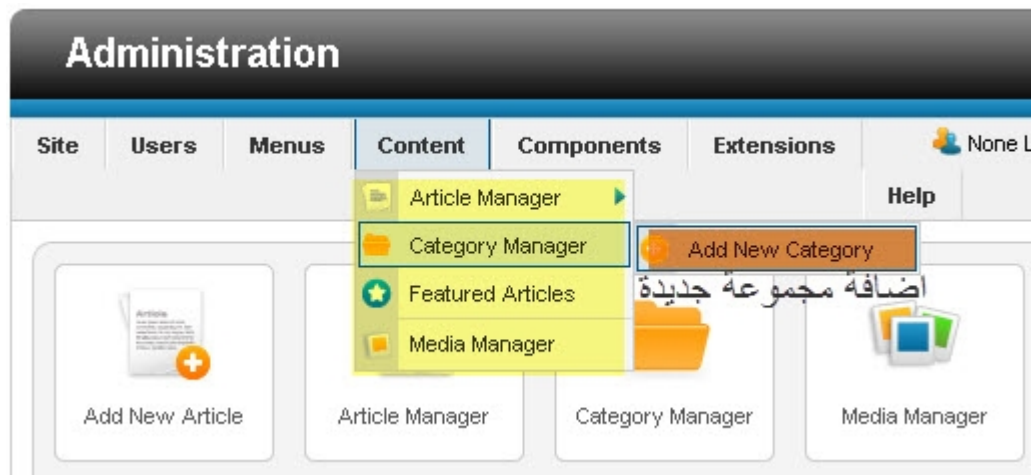 Administration
Site Users Menus Content Components Extensions None L
Help
Article Manager
Category Manager
Add New Category
اضافة مجموعة جديدة
Featured Articles
Media Manager
Add New Article
Article Manager
Category Manager
Media Manager